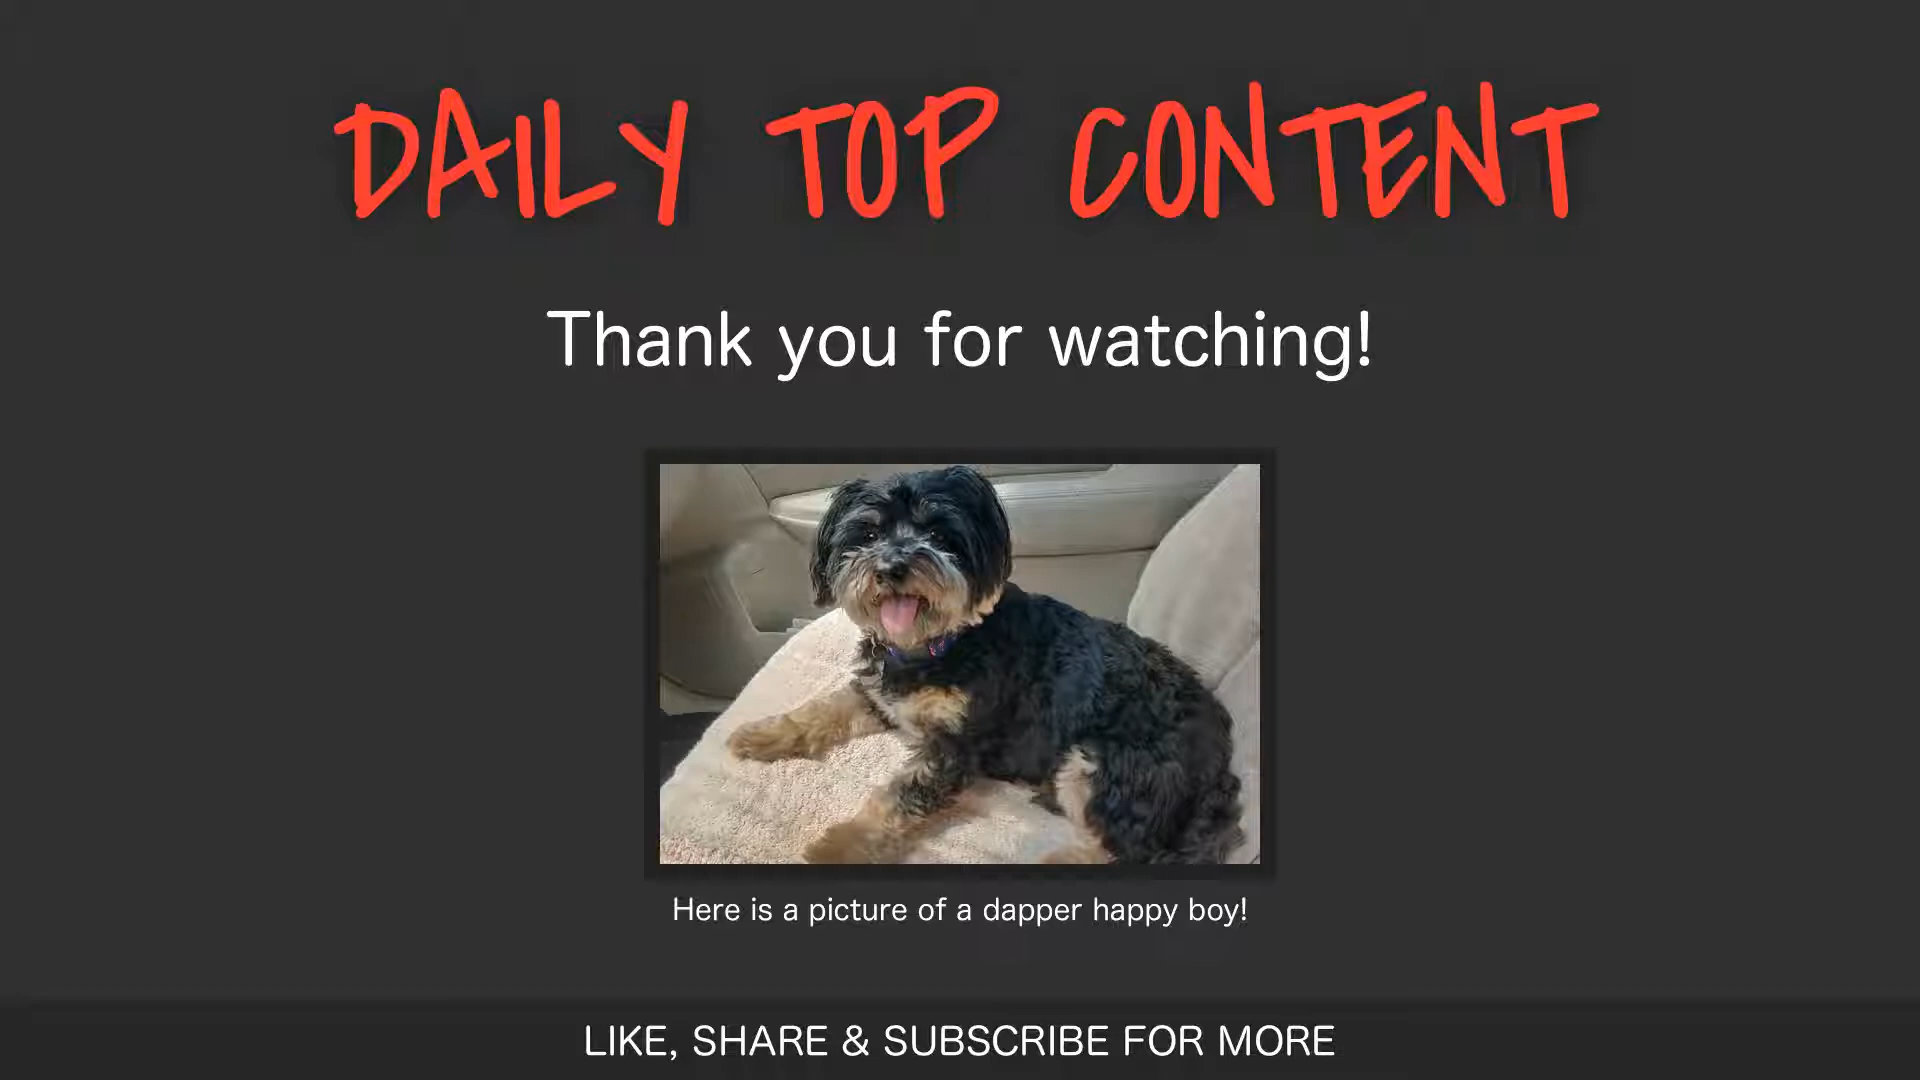 DAILY TOP CONTENT
Thank you for watching!
Here is a picture of a dapper happy boy!
LIKE, SHARE & SUBSCRIBE FOR MORE